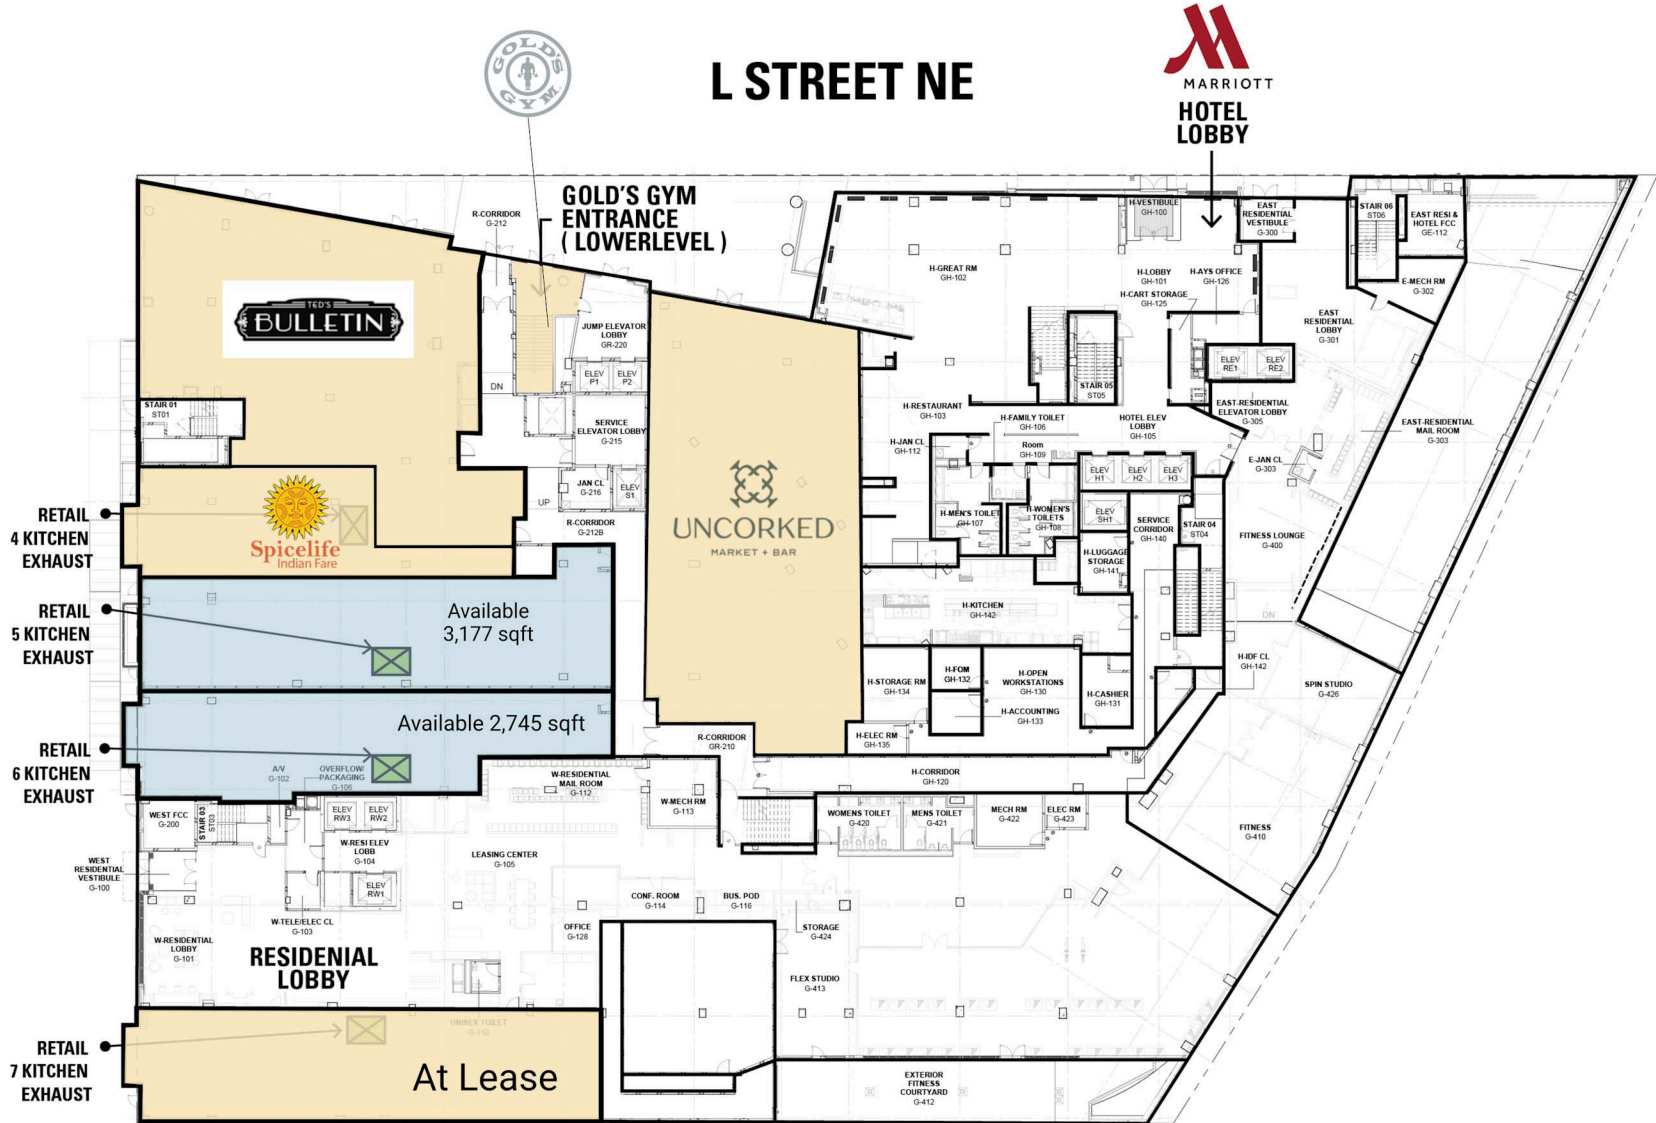 GOLD'S
GYM
L STREET NE
MARRIOTT
HOTEL
LOBBY
GOLD'S GYM
ENTRANCE
( LOWERLEVEL )
R-CORRIDOR
G-212
H-VESTIBULE
GH-100
EAST
RESIDENTIAL
VESTIBULE
G-300
STAIR 06
ST06
EAST RESI &
HOTEL FCC
GE-112
H-GREAT RM
GH-102
H-LOBBY
GH-101
H-AYS OFFICE
GH-126
H-CART STORAGE
GH-125
E-MECH RM
G-302
TED'S
BULLETIN
JUMP ELEVATOR
LOBBY
GR-220
EAST
RESIDENTIAL
LOBBY
G-301
ELEV
P1
ELEV
P2
DN
ELEV
RE1
ELEV
RE2
STAIR 05
ST05
STAIR 01
ST01
SERVICE
ELEVATOR LOBBY
G-215
H-RESTAURANT
GH-103
H-FAMILY TOILET
GH-106
HOTEL ELEV
LOBBY
GH-105
EAST-RESIDENTIAL
ELEVATOR LOBBY
G-305
EAST-RESIDENTIAL
MAIL ROOM
G-303
H-JAN CL
GH-112
Room
GH-109
E-JAN CL
G-303
ELEV
H1
ELEV
H2
ELEV
H3
JAN CL
G-216
ELEV
S1
UP
R-CORRIDOR
G-212B
RETAIL
4 KITCHEN
EXHAUST
Spicelife
Indian Fare
UNCORKED
MARKET + BAR
H-MEN'S TOILET
GH-107
H-WOMEN'S
TOILETS
GH-108
ELEV
SH1
SERVICE
CORRIDOR
GH-140
STAIR 04
ST04
FITNESS LOUNGE
G-400
H-LUGGAGE
STORAGE
GH-141
RETAIL
5 KITCHEN
EXHAUST
Available
3,177 sqft
H-KITCHEN
GH-142
DN
H-STORAGE RM
GH-134
H-FOM
GH-132
H-OPEN
WORKSTATIONS
GH-130
H-CASHIER
GH-131
H-ACCOUNTING
GH-133
H-IDF CL
GH-142
SPIN STUDIO
G-426
Available 2,745 sqft
H-ELEC RM
GH-135
R-CORRIDOR
GR-210
RETAIL
6 KITCHEN
EXHAUST
A/V
G-102
OVERFLOW/
PACKAGING
G-106
W-RESIDENTIAL
MAIL ROOM
G-112
H-CORRIDOR
GH-120
W-MECH RM
G-113
WEST FCC
G-200
STAIR 03
ST03
ELEV
RW3
ELEV
RW2
WOMENS TOILET
G-420
MENS TOILET
G-421
MECH RM
G-422
ELEC RM
G-423
FITNESS
G-410
W-RESI ELEV
LOBB
G-104
LEASING CENTER
G-105
WEST
RESIDENTIAL
VESTIBULE
G-100
ELEV
RW1
CONF. ROOM
G-114
BUS. POD
G-116
W-TELE/ELEC CL
G-103
OFFICE
G-128
STORAGE
G-424
W-RESIDENTIAL
LOBBY
G-101
RESIDENIAL
LOBBY
FLEX STUDIO
G-413
UNISEX TOILET
G-110
RETAIL
7 KITCHEN
EXHAUST
At Lease
EXTERIOR
FITNESS
COURTYARD
G-412